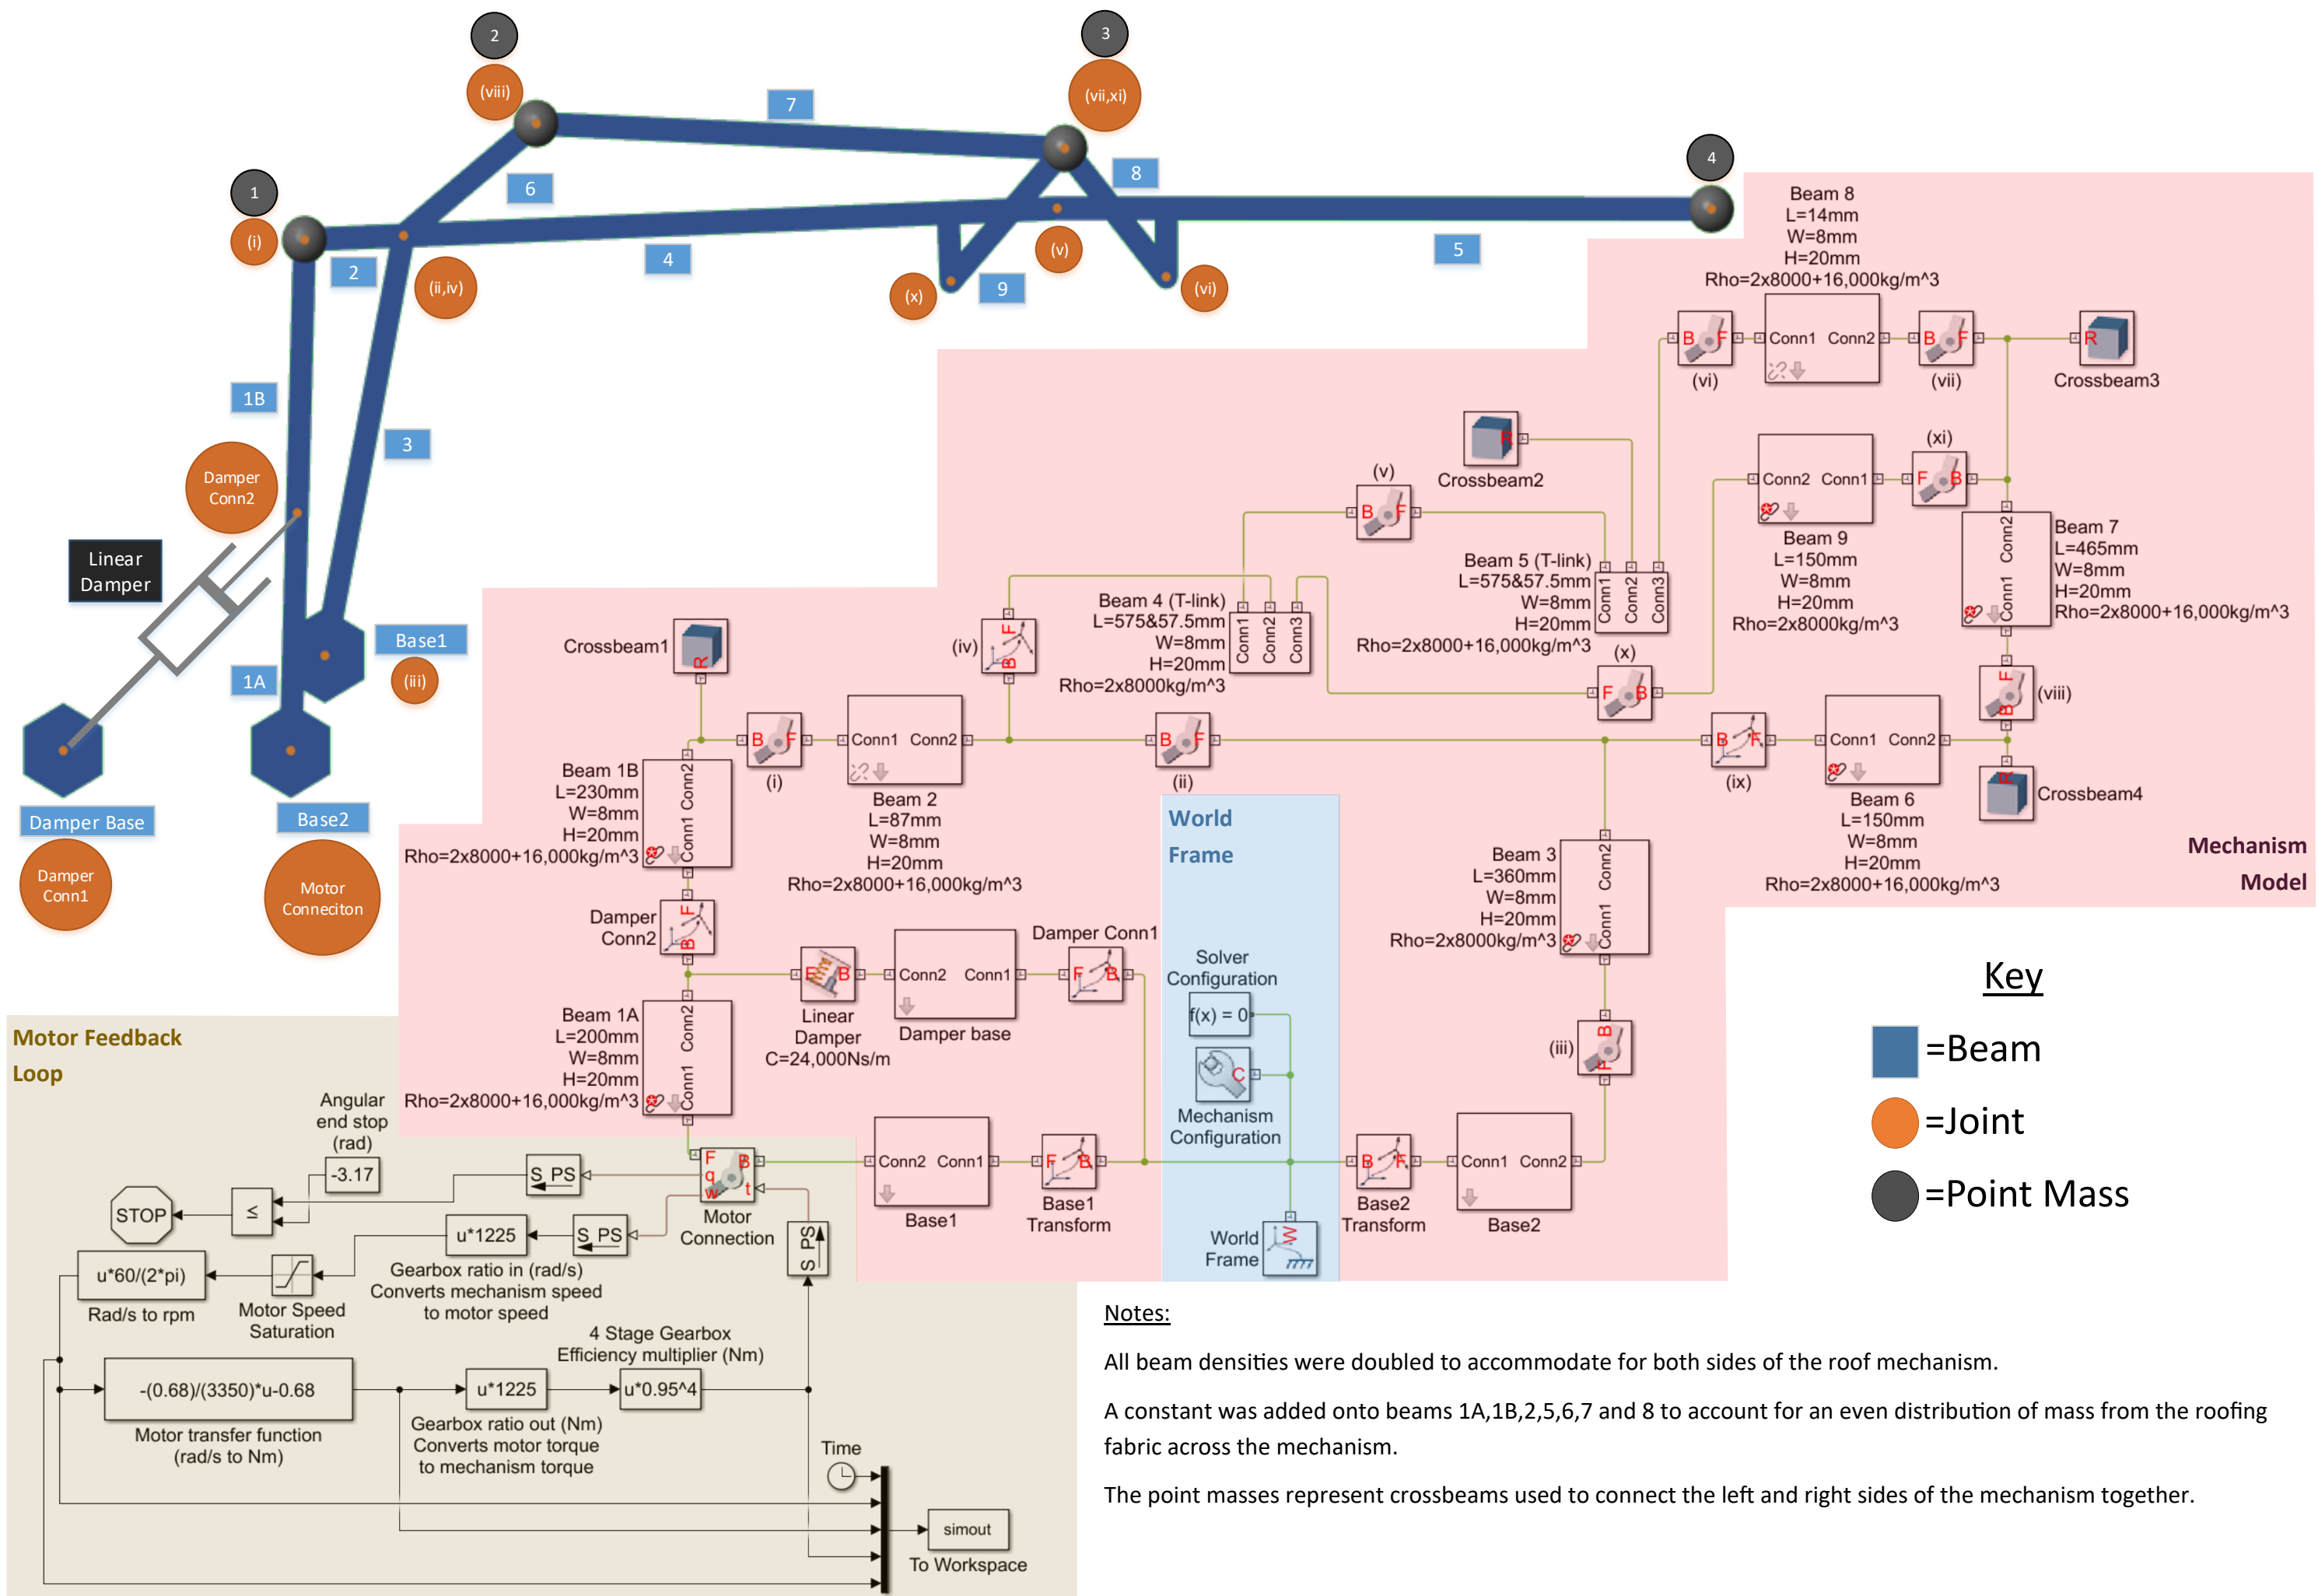 2
(viii)
7
3
(vii,xi)
8
4
1
(i)
6
2
(ii,iv)
4
(v)
5
(x)
9
(vi)
1B
3
Damper
Conn2
Linear
Damper
Base1
(iii)
1A
Damper Base
Damper
Conn1
Base2
Motor
Conneciton
Beam 8
L=14mm
W=8mm
H=20mm
Rho=2x8000+16,000kg/m^3
B F
(vi)
Conn1 Conn2
B F
(vii)
R
Crossbeam3
R
Crossbeam2
(v)
B F
(xi)
F B
Conn2 Conn1
Beam 9
L=150mm
W=8mm
H=20mm
Rho=2x8000kg/m^3
Conn1 Conn2
Beam 7
L=465mm
W=8mm
H=20mm
Rho=2x8000+16,000kg/m^3
Beam 5 (T-link)
L=575&57.5mm
W=8mm
H=20mm
Rho=2x8000+16,000kg/m^3
Conn1
Conn2
Conn3
Beam 4 (T-link)
L=575&57.5mm
W=8mm
H=20mm
Rho=2x8000kg/m^3
Conn1
Conn2
Conn3
Crossbeam1
R
(iv)
B F
(x)
F B
B F
(viii)
B F
(i)
Conn1 Conn2
Beam 2
L=87mm
W=8mm
H=20mm
Rho=2x8000+16,000kg/m^3
B F
(ii)
B F
(ix)
Conn1 Conn2
Beam 6
L=150mm
W=8mm
H=20mm
Rho=2x8000+16,000kg/m^3
R
Crossbeam4
Mechanism
Model
Beam 1B
L=230mm
W=8mm
H=20mm
Rho=2x8000+16,000kg/m^3
Conn1 Conn2
World
Frame
Beam 3
L=360mm
W=8mm
H=20mm
Rho=2x8000kg/m^3
Conn1 Conn2
Damper
Conn2
B F
F B
Linear
Damper
C=24,000Ns/m
Conn2 Conn1
Damper base
Damper Conn1
F B
Solver
Configuration
f(x) = 0
C
Mechanism
Configuration
(iii)
F B
Beam 1A
L=200mm
W=8mm
H=20mm
Rho=2x8000+16,000kg/m^3
Conn1 Conn2
Conn2 Conn1
Base1
F B
Base1
Transform
W
World
Frame
B F
Base2
Transform
Conn1 Conn2
Base2
Key
=Beam
=Joint
=Point Mass
Motor Feedback
Loop
Angular
end stop
(rad)
-3.17
STOP
≤
S PS
F B
q
w t
Motor
Connection
u*1225
S PS
Gearbox ratio in (rad/s)
Converts mechanism speed
to motor speed
S PS
u*60/(2*pi)
Rad/s to rpm
Motor Speed
Saturation
4 Stage Gearbox
Efficiency multiplier (Nm)
-(0.68)/(3350)*u-0.68
Motor transfer function
(rad/s to Nm)
u*1225
Gearbox ratio out (Nm)
Converts motor torque
to mechanism torque
u*0.95^4
Time
simout
To Workspace
Notes:
All beam densities were doubled to accommodate for both sides of the roof mechanism.
A constant was added onto beams 1A,1B,2,5,6,7 and 8 to account for an even distribution of mass from the roofing
fabric across the mechanism.
The point masses represent crossbeams used to connect the left and right sides of the mechanism together.